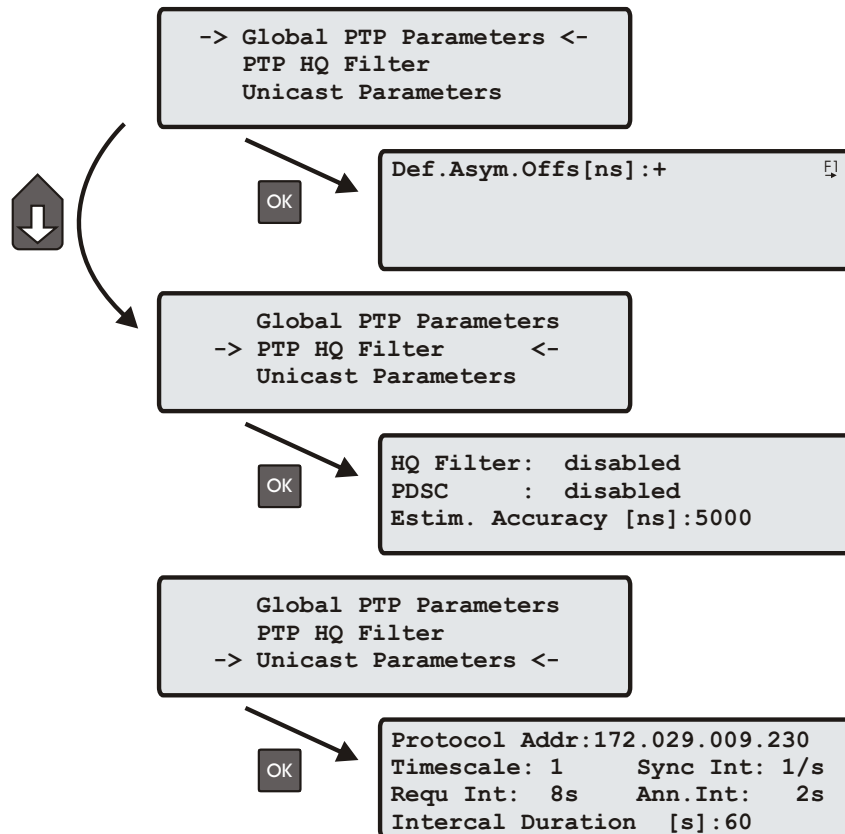 -> Global PTP Parameters <-
PTP HQ Filter
Unicast Parameters
OK
Def.Asym.Offs[ns]:+ F1
Global PTP Parameters
-> PTP HQ Filter <-
Unicast Parameters
OK
HQ Filter: disabled
PDSC : disabled
Estim. Accuracy [ns]:5000
Global PTP Parameters
PTP HQ Filter
-> Unicast Parameters <-
OK
Protocol Addr:172.029.009.230
Timescale: 1 Sync Int: 1/s
Requ Int: 8s Ann.Int: 2s
Intercal Duration [s]:60